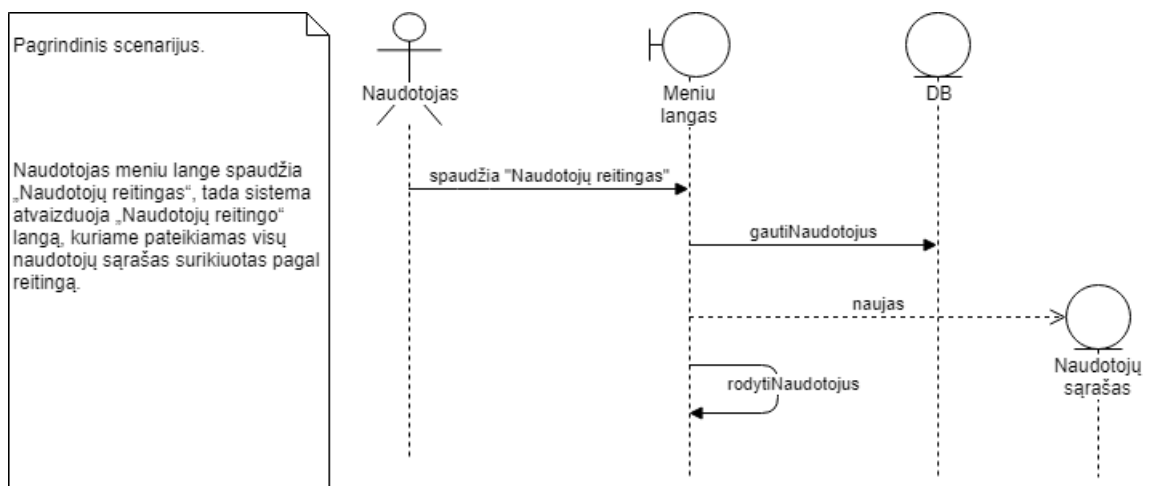 Pagrindinis scenarijus.
Naudotojas meniu lange spaudžia
„Naudotojų reitingas“, tada sistema
atvaizduoja „Naudotojų reitingo“
langą, kuriame pateikiamas visų
naudotojų sąrašas surikiuotas pagal
reitingą.
Naudotojas
Meniu
langas
DB
spaudžia "Naudotojų reitingas"
gautiNaudotojus
naujas
Naudotojų
sąrašas
rodytiNaudotojus